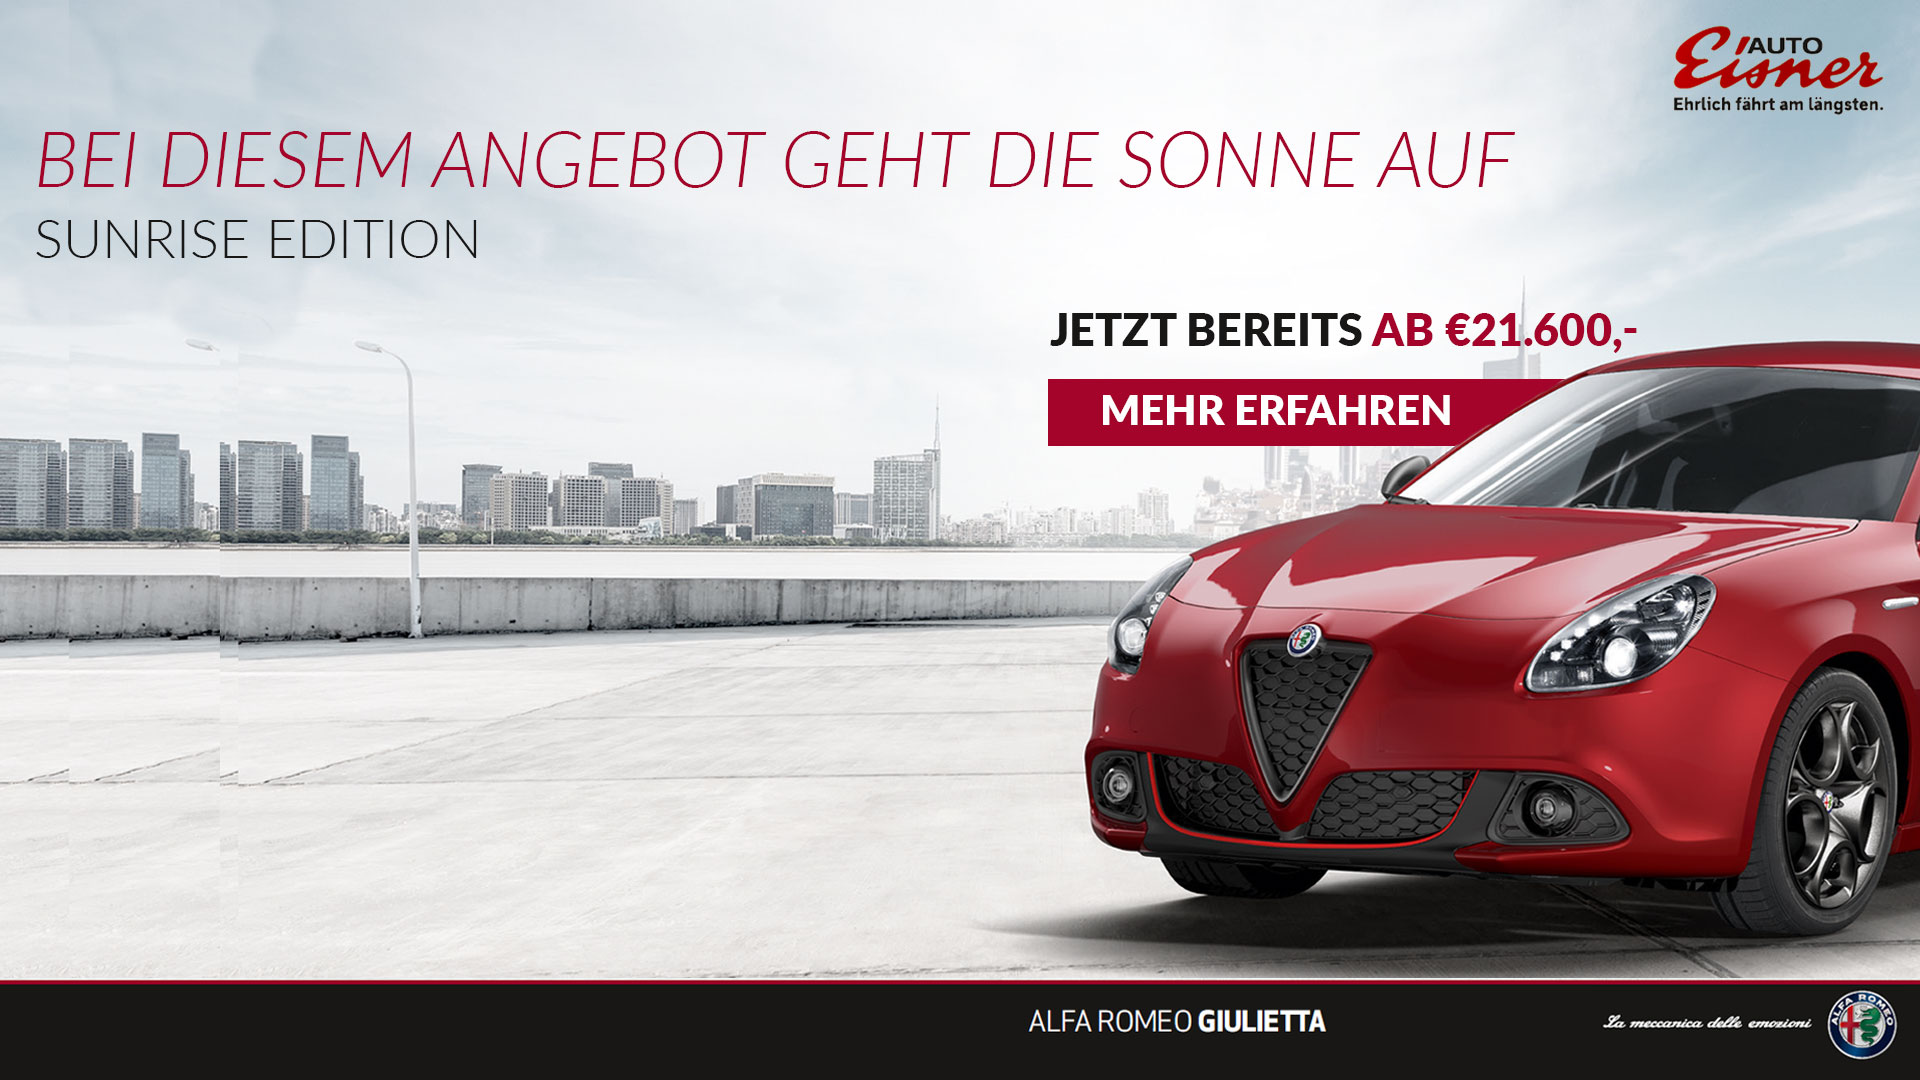 AUTO
Eisner
Ehrlich fährt am längsten.
BEI DIESEM ANGEBOT GEHT DIE SONNE AUF
SUNRISE EDITION
JETZT BEREITS AB €21.600,-
MEHR ERFAHREN
ALFA ROMEO GIULIETTA
La meccanica delle emozioni
ALFA ROMEO